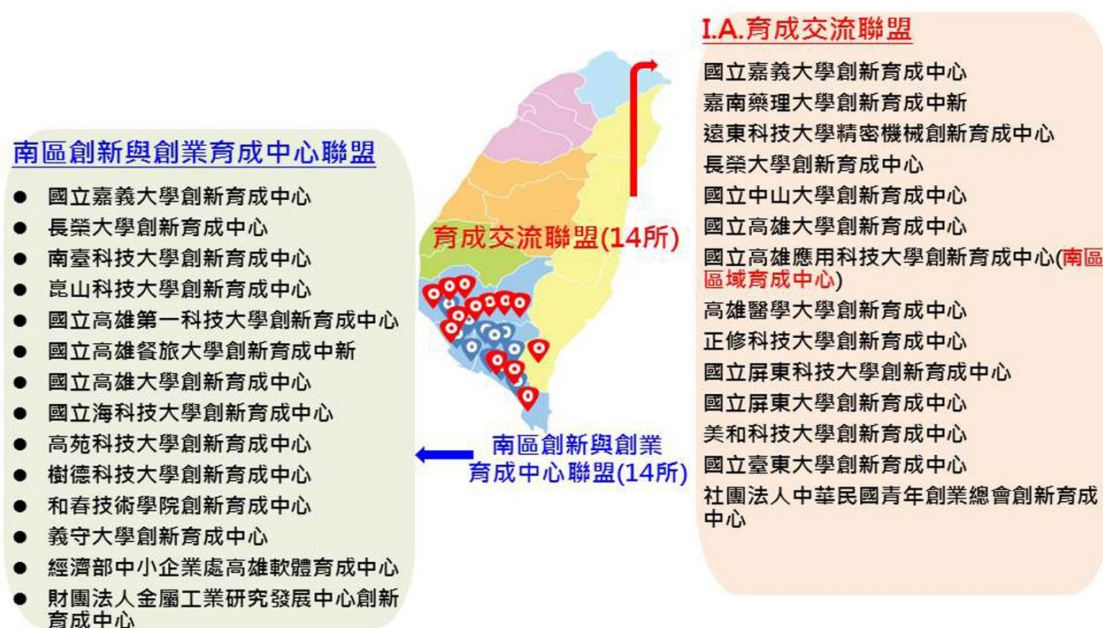 南區創新與創業育成中心聯盟
● 國立嘉義大學創新育成中心
● 長榮大學創新育成中心
● 南臺科技大學創新育成中心
● 崑山科技大學創新育成中心
● 國立高雄第一科技大學創新育成中心
● 國立高雄餐旅大學創新育成中新
● 國立高雄大學創新育成中心
● 國立海科技大學創新育成中心
● 高苑科技大學創新育成中心
● 樹德科技大學創新育成中心
● 和春技術學院創新育成中心
● 義守大學創新育成中心
● 經濟部中小企業處高雄軟體育成中心
● 財團法人金屬工業研究發展中心創新
育成中心
育成交流聯盟(14所)
南區創新與創業
育成中心聯盟(14所)
I.A.育成交流聯盟
國立嘉義大學創新育成中心
嘉南藥理大學創新育成中新
遠東科技大學精密機械創新育成中心
長榮大學創新育成中心
國立中山大學創新育成中心
國立高雄大學創新育成中心
國立高雄應用科技大學創新育成中心(南區
區域育成中心)
高雄醫學大學創新育成中心
正修科技大學創新育成中心
國立屏東科技大學創新育成中心
國立屏東大學創新育成中心
美和科技大學創新育成中心
國立臺東大學創新育成中心
社團法人中華民國青年創業總會創新育成
中心